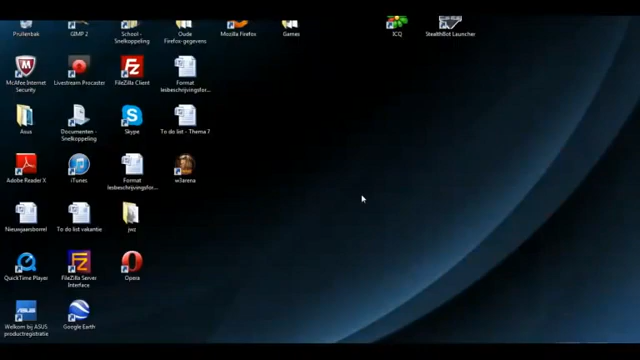 Prullenbak
GIMP 2
School -
Snelkoppeling
Oude
Firefox-gegevens
Mozilla Firefox
Games
ICQ
StealthBot Launcher
McAfee Internet
Security
Livestream Procaster
FileZilla Client
Format
lesbeschrijvingsfor...
Asus
Documenten -
Snelkoppeling
Skype
To do list - Thema 7
Adobe Reader X
iTunes
Format
lesbeschrijvingsfor...
w3arena
Nieuwjaarsborrel
To do list vakantie
jwz
QuickTime Player
FileZilla Server
Interface
Opera
Welkom bij ASUS
productregistratie
Google Earth